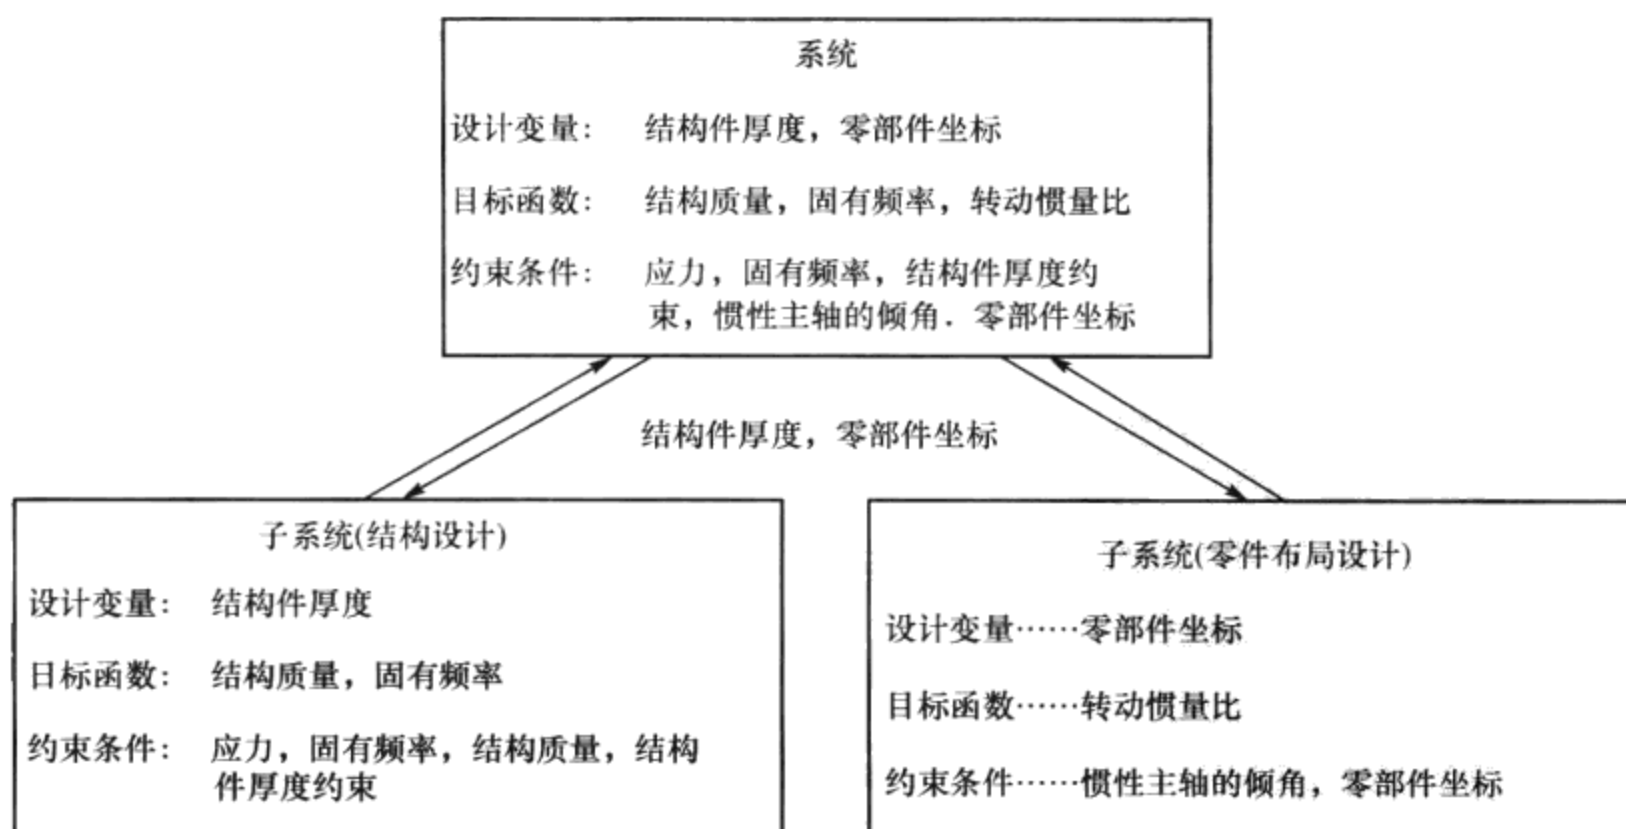 系统
设计变量： 结构件厚度，零部件坐标
目标函数： 结构质量，固有频率，转动惯量比
约束条件： 应力，固有频率，结构件厚度约
束，惯性主轴的倾角．零部件坐标
结构件厚度，零部件坐标
子系统(结构设计)
设计变量： 结构件厚度
日标函数： 结构质量，固有频率
约束条件： 应力，固有频率，结构质量，结构
件厚度约束
子系统(零件布局设计)
设计变量……零部件坐标
目标函数……转动惯量比
约束条件……惯性主轴的倾角，零部件坐标